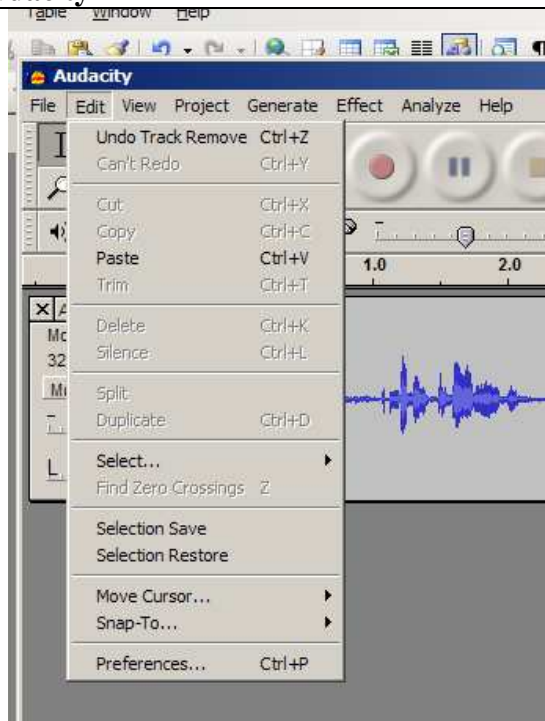 Table Window Help
Audacity
File Edit View Project Generate Effect Analyze Help
Undo Track Remove Ctrl+Z
Can't Redo Ctrl+Y
Cut Ctrl+X
Copy Ctrl+C
Paste Ctrl+V
Trim Ctrl+T
1.0 2.0
Delete Ctrl+K
Silence Ctrl+L
Split
Duplicate Ctrl+D
Select...
Find Zero Crossings Z
Selection Save
Selection Restore
Move Cursor...
Snap-To...
Preferences... Ctrl+P
32
L